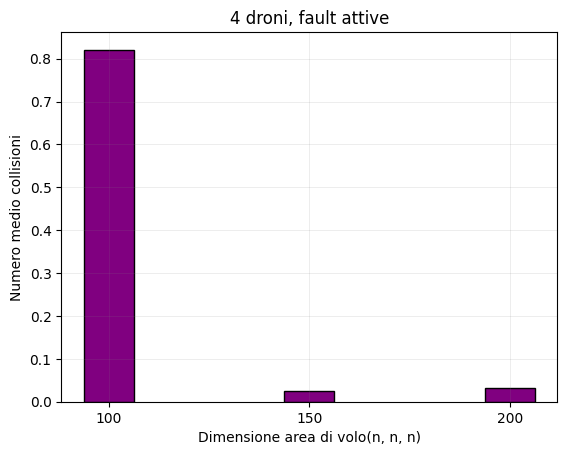 4 droni, fault attive
Numero medio collisioni
0.8
0.7
0.6
0.5
0.4
0.3
0.2
0.1
0.0
100 150 200
Dimensione area di volo(n, n, n)